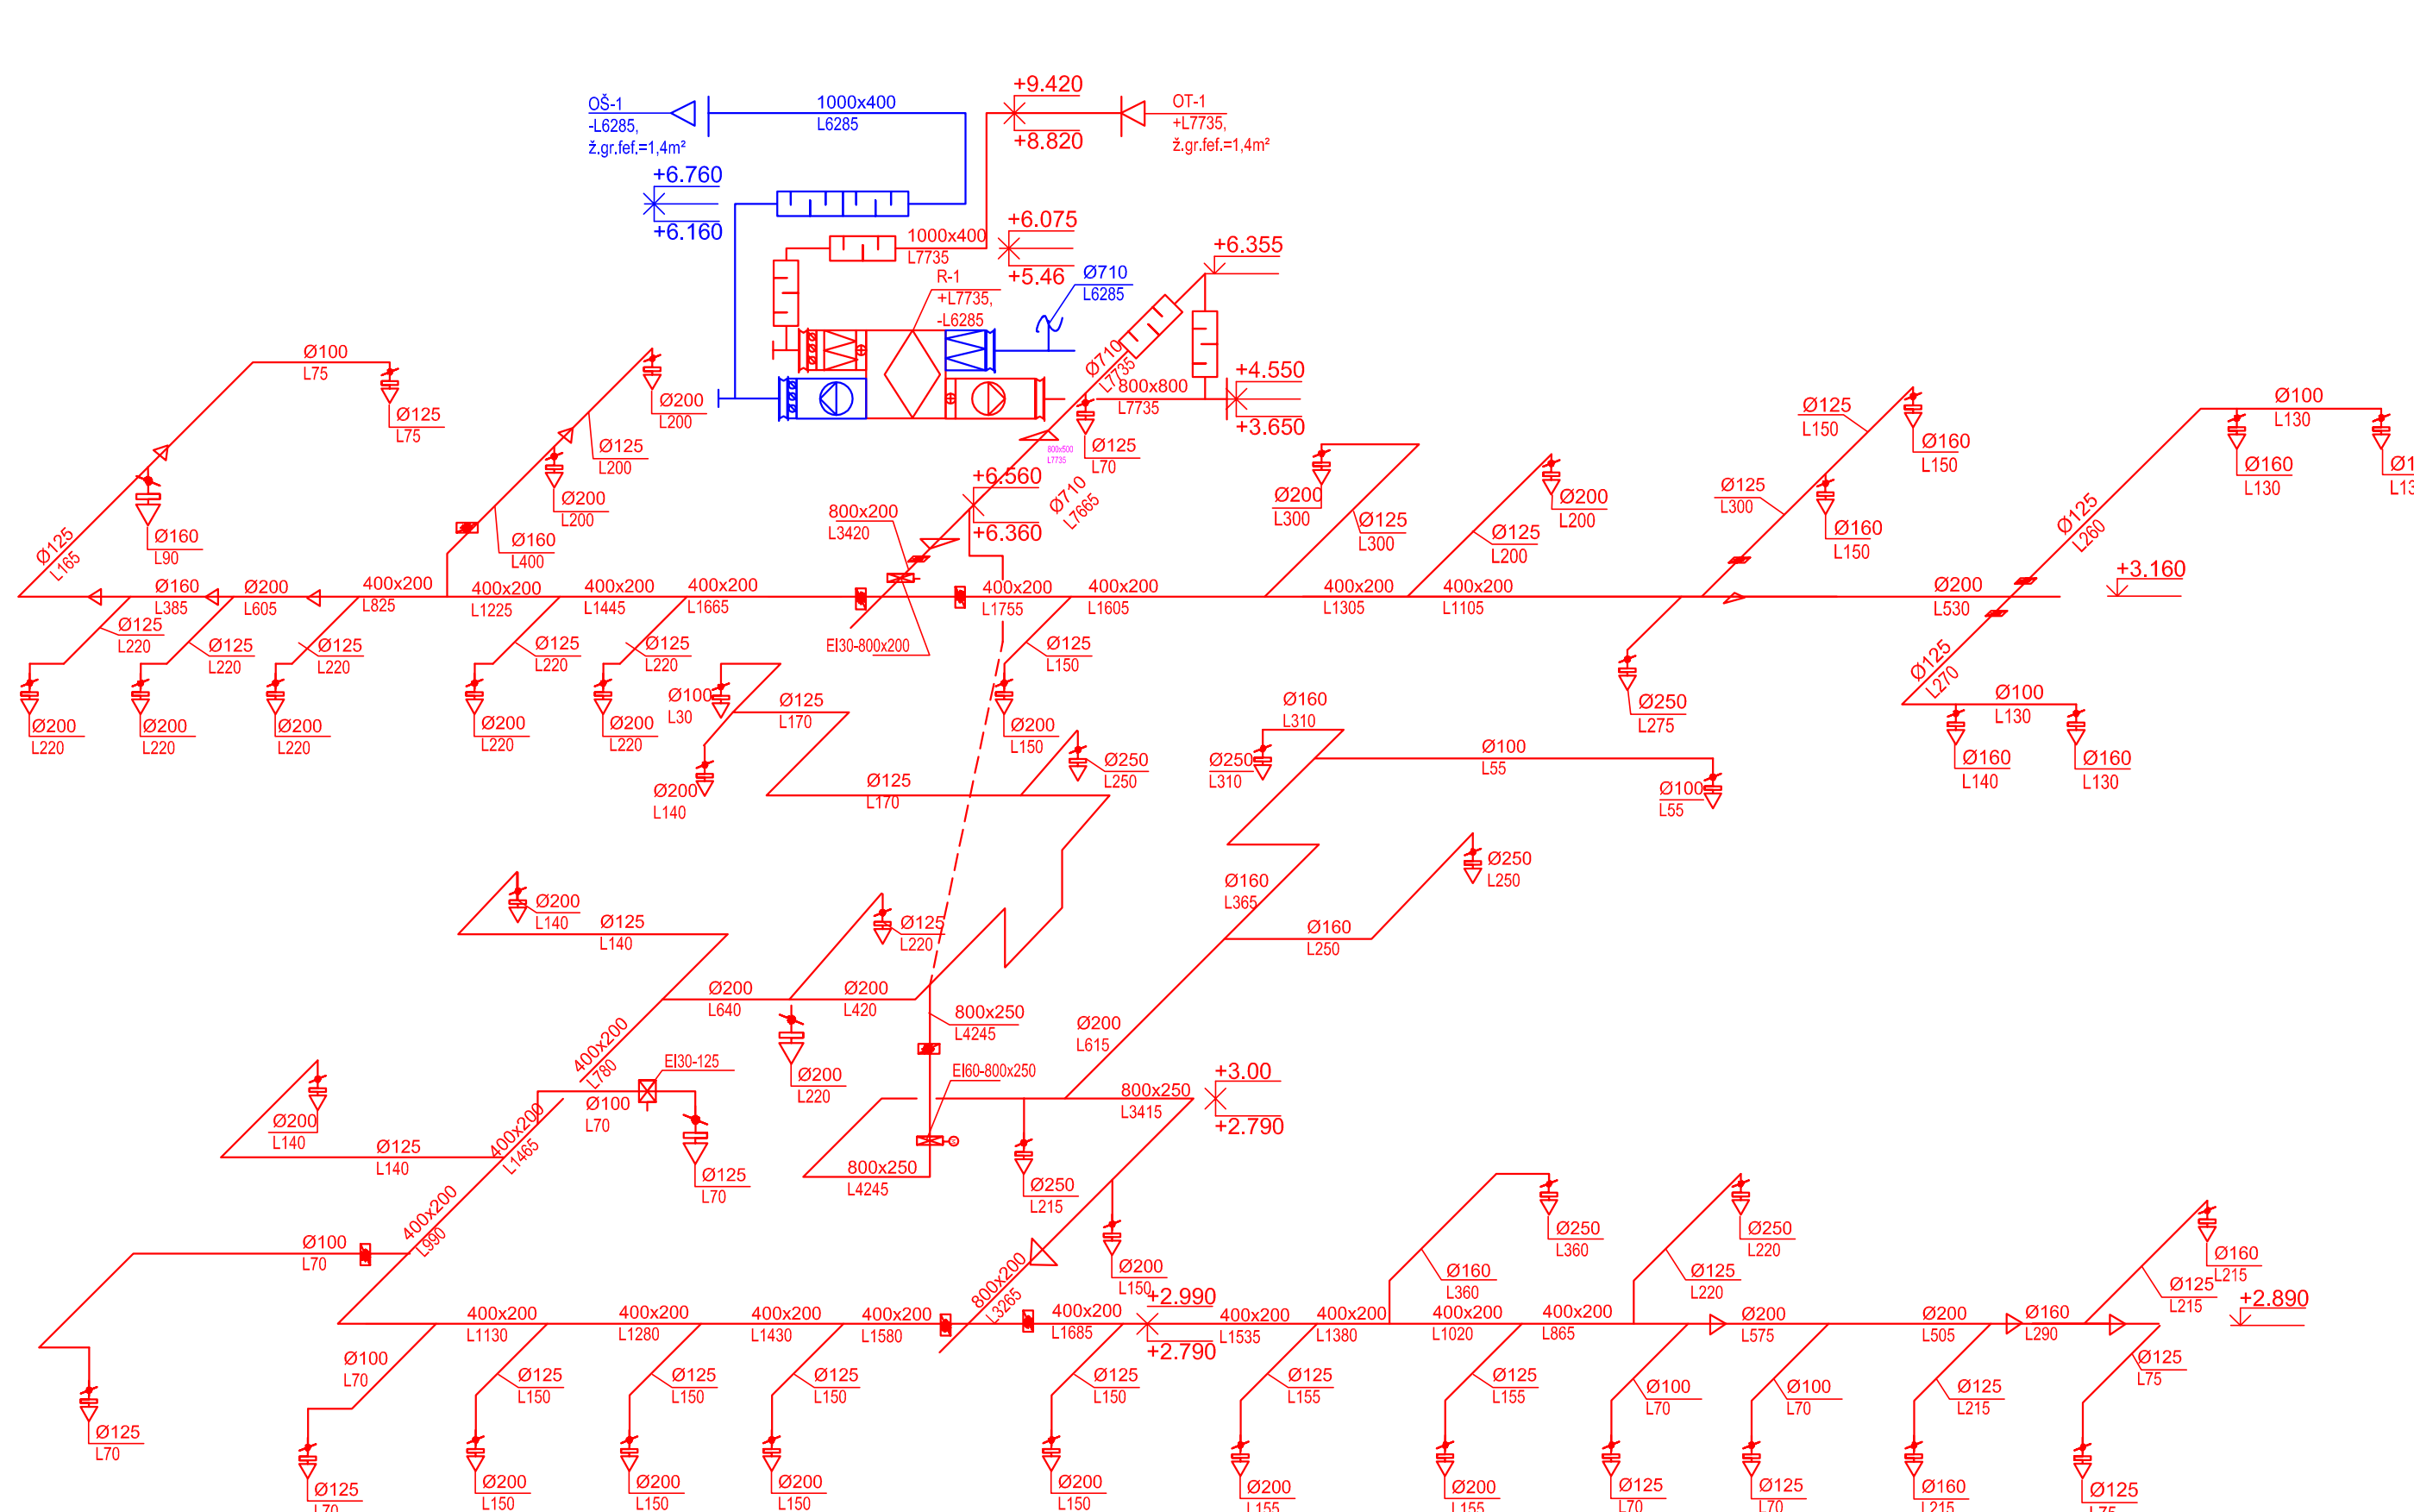 OŠ-1
-L6285,
ž.gr.fef.=1,4m²
1000x400
L6285
+9.420
+8.820
OT-1
+L7735,
ž.gr.fef.=1,4m²
+6.760
+6.160
1000x400
L7735
+6.075
+5.46
R-1
+L7735,
-L6285
Ø710
L6285
+6.355
Ø710
L7735
800x800
L7735
+4.550
+3.650
Ø125
L70
800x500
L7735
Ø710
L7665
+6.560
+6.360
800x200
L3420
EI30-800x200
Ø100
L75
Ø125
L75
Ø125
L165
Ø160
L90
Ø200
L200
Ø125
L200
Ø200
L200
Ø160
L400
Ø160
L385
Ø200
L605
400x200
L825
400x200
L1225
400x200
L1445
400x200
L1665
400x200
L1755
400x200
L1605
400x200
L1305
400x200
L1105
Ø200
L530
+3.160
Ø200
L300
Ø125
L300
Ø125
L200
Ø200
L200
Ø125
L150
Ø160
L150
Ø125
L300
Ø160
L150
Ø125
L260
Ø100
L130
Ø160
L130
Ø125
L220
Ø125
L220
Ø125
L220
Ø125
L220
Ø125
L220
Ø200
L220
Ø200
L220
Ø200
L220
Ø200
L220
Ø200
L220
Ø125
L150
Ø200
L150
Ø250
L275
Ø125
L270
Ø100
L130
Ø160
L140
Ø160
L130
Ø100
L30
Ø125
L170
Ø200
L140
Ø125
L170
Ø250
L250
Ø160
L310
Ø250
L310
Ø100
L55
Ø100
L55
Ø160
L365
Ø250
L250
Ø160
L250
Ø200
L140
Ø125
L140
Ø125
L220
Ø200
L640
Ø200
L420
Ø200
L220
800x250
L4245
EI60-800x250
Ø200
L615
400x200
L780
EI30-125
Ø100
L70
Ø125
L70
400x200
L1465
Ø200
L140
Ø125
L140
800x250
L4245
800x250
L3415
+3.00
+2.790
Ø250
L215
400x200
L990
Ø100
L70
Ø125
L70
800x200
L3265
Ø200
L150
+2.990
+2.790
Ø250
L360
Ø160
L360
Ø250
L220
Ø125
L220
Ø160
L215
Ø125
L215
+2.890
400x200
L1130
400x200
L1280
400x200
L1430
400x200
L1580
400x200
L1685
400x200
L1535
400x200
L1380
400x200
L1020
400x200
L865
Ø200
L575
Ø200
L505
Ø160
L290
Ø100
L70
Ø125
L150
Ø125
L150
Ø125
L150
Ø125
L150
Ø125
L155
Ø125
L155
Ø100
L70
Ø100
L70
Ø125
L215
Ø125
L75
Ø125
L70
Ø200
L150
Ø200
L150
Ø200
L150
Ø200
L150
Ø200
L155
Ø200
L155
Ø125
L70
Ø125
L70
Ø160
L215
Ø125
L75